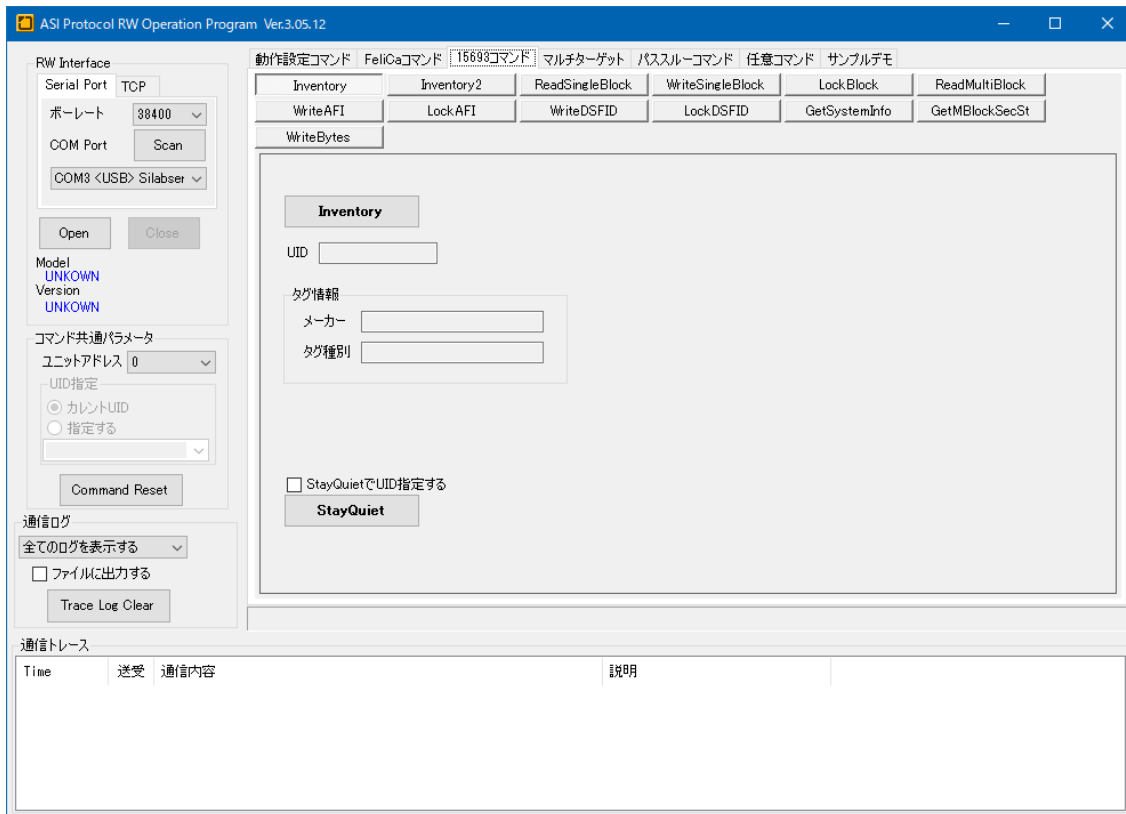 ASI Protocol RW Operation Program Ver.3.05.12
RW Interface
Serial Port TCP
ボーレート 38400
COM Port Scan
COM3 <USB> Silabser
Open Close
Model
UNKOWN
Version
UNKOWN
コマンド共通パラメータ
ユニットアドレス 0
UID指定
カレントUID
指定する
Command Reset
通信ログ
全てのログを表示する
ファイルに出力する
Trace Log Clear
動作設定コマンド FeliCaコマンド 15693コマンド マルチターゲット パススルーコマンド 任意コマンド サンプルデモ
Inventory Inventory2 ReadSingleBlock WriteSingleBlock LockBlock ReadMultiBlock
WriteAFI LockAFI WriteDSFID LockDSFID GetSystemInfo GetMBlockSecSt
WriteBytes
Inventory
UID
タグ情報
メーカー
タグ種別
StayQuietでUID指定する
StayQuiet
通信トレース
Time 送受 通信内容 説明